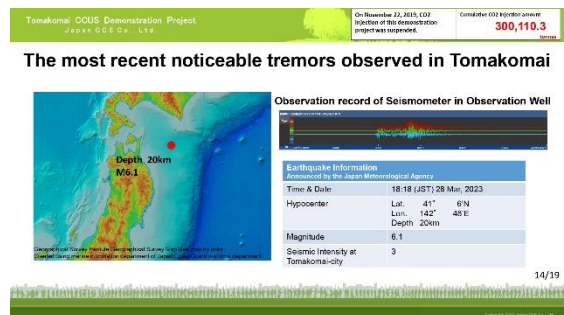 Tomakomai CCUS Demonstration Project
Japan CCS Co., Ltd.
On November 22, 2019, CO2
injection of this demonstration
project was suspended.
Cumulative CO2 injection amount
300,110.3
tonnes
The most recent noticeable tremors observed in Tomakomai
Depth 20km
M6.1
Observation record of Seismometer in Observation Well
Earthquake Information
Announced by the Japan Meteorological Agency
Time & Date 18:18 (JST) 28 Mar, 2023
Hypocenter Lat. 41° 6'N
Lon. 142° 48'E
Depth 20km
Magnitude 6.1
Seismic Intensity at
Tomakomai-city 3
14/19